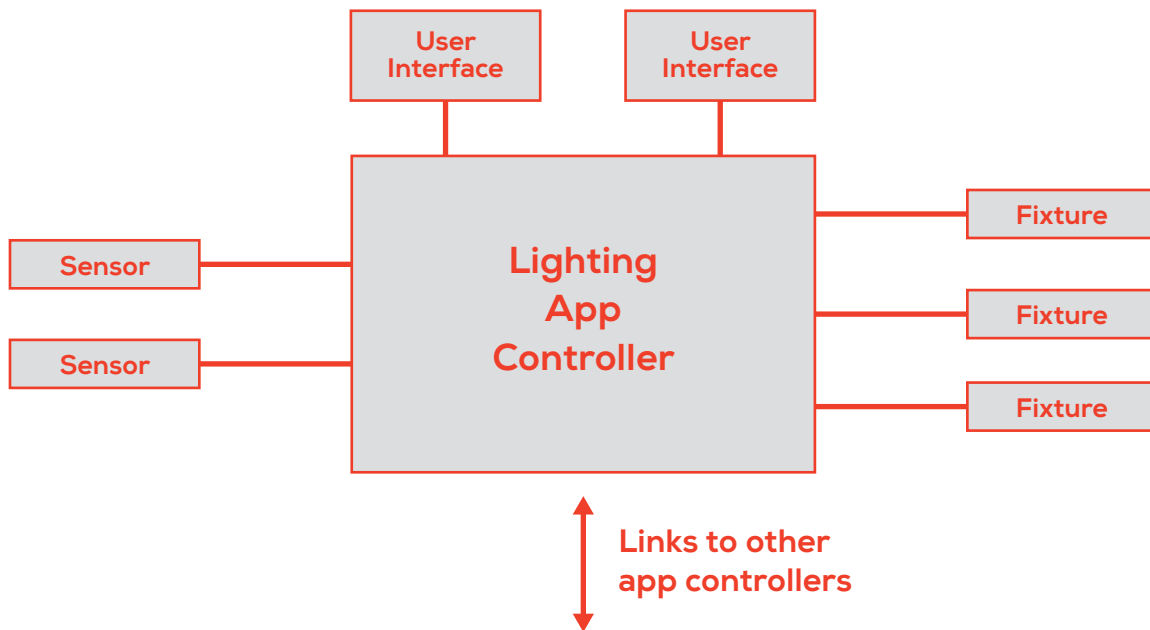 User
Interface
User
Interface
Lighting
App
Controller
Sensor
Sensor
Fixture
Fixture
Fixture
Links to other
app controllers